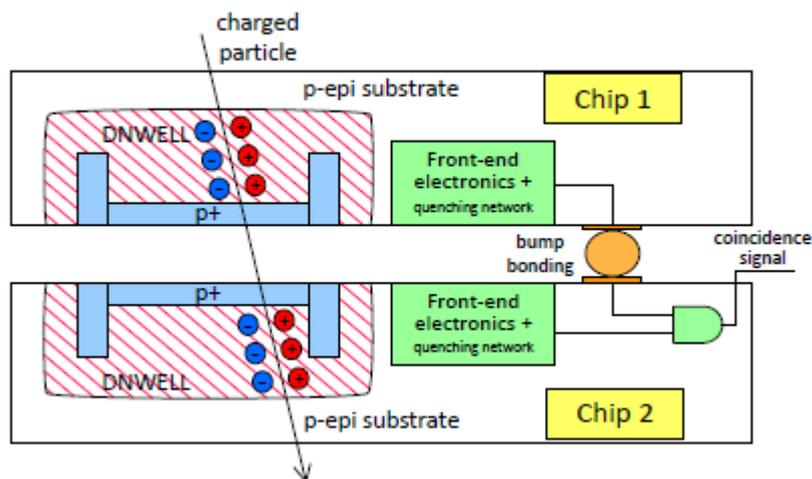 charged
particle
p-epi substrate
Chip 1
DNWELL
- +
- +
- +
Front-end
electronics +
quenching network
p+
bump
bonding
coincidence
signal
p+
Front-end
electronics +
quenching network
- +
- +
- +
DNWELL
p-epi substrate
Chip 2